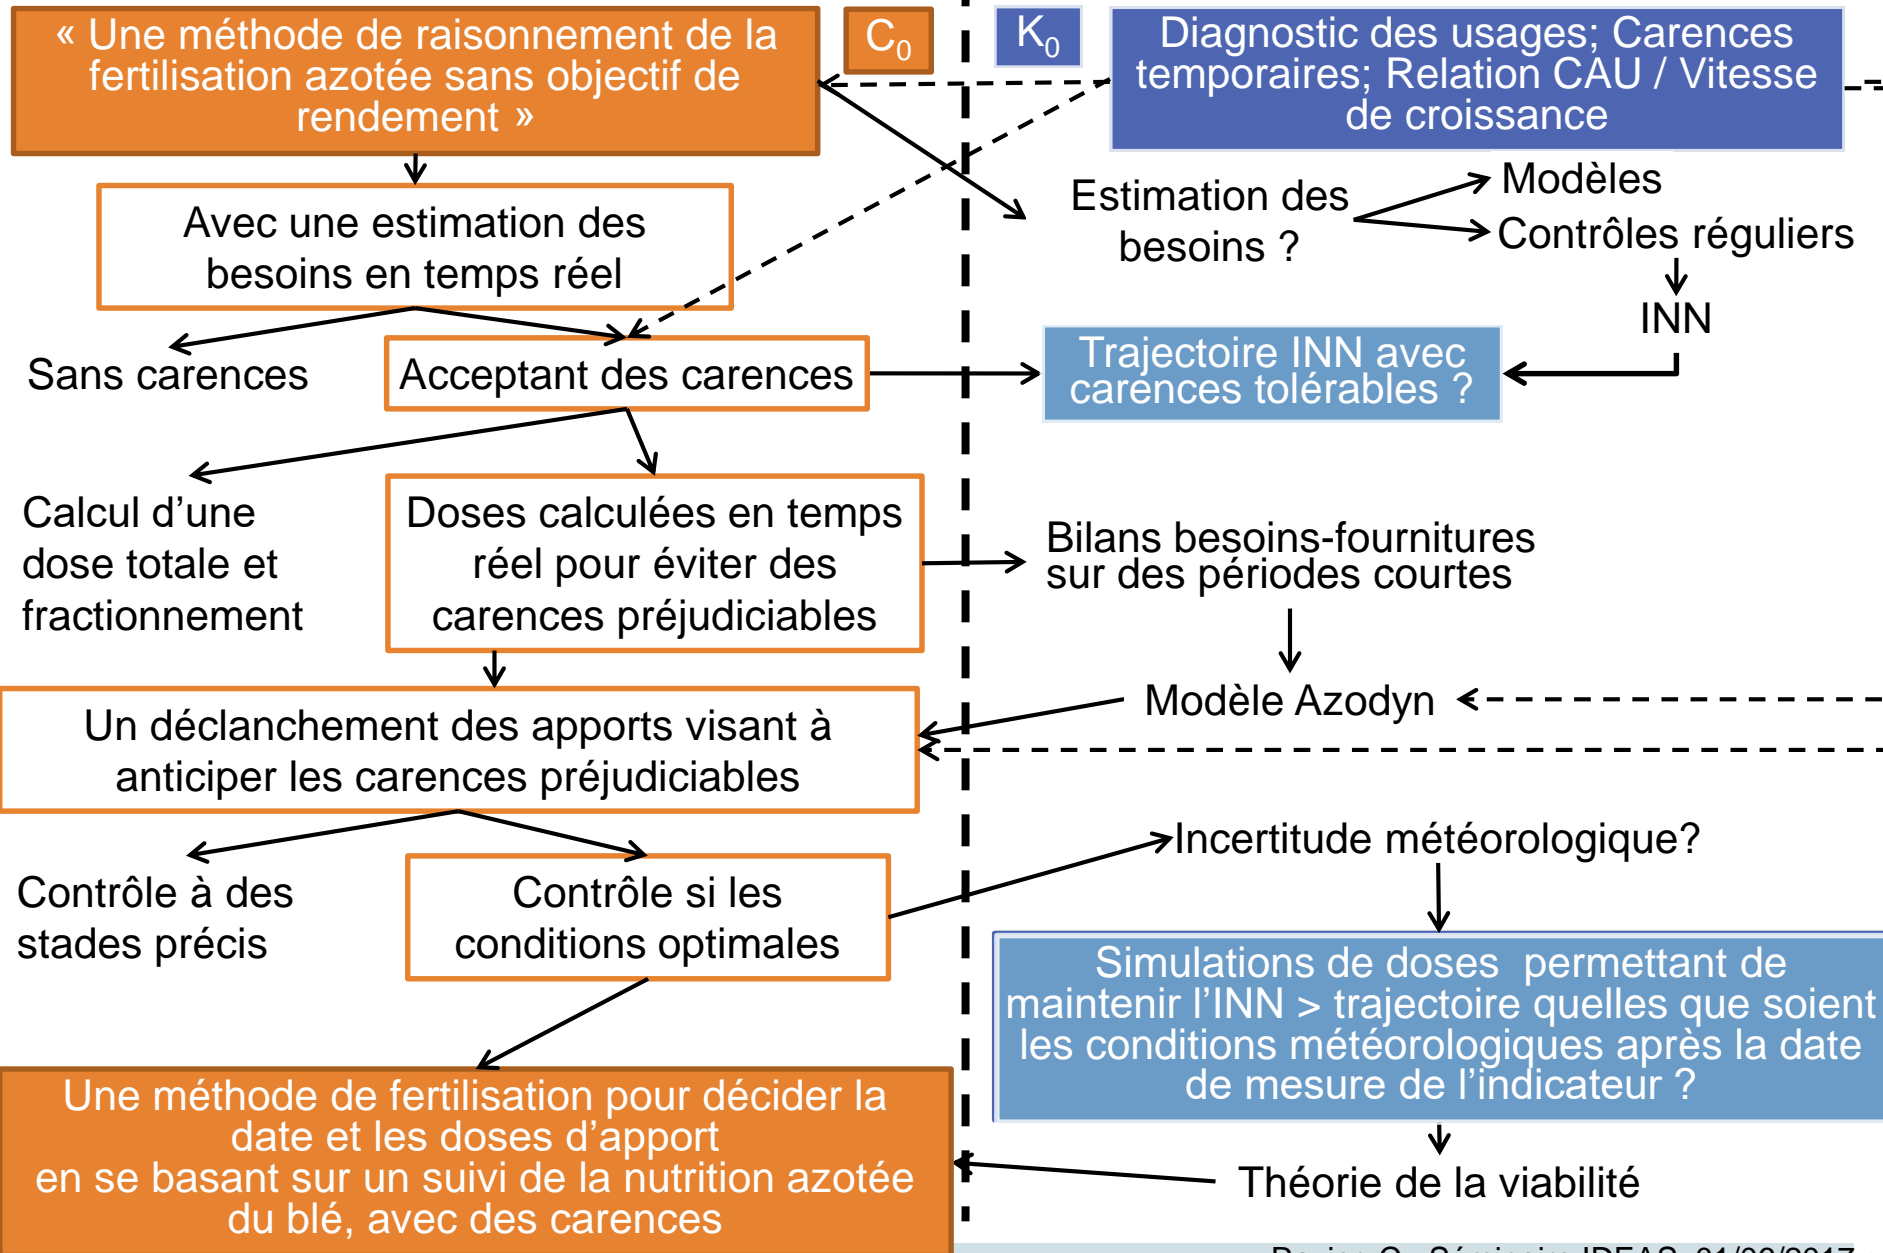 « Une méthode de raisonnement de la
fertilisation azotée sans objectif de
rendement »
C0
K0
Diagnostic des usages; Carences
temporaires; Relation CAU / Vitesse
de croissance
Avec une estimation des
besoins en temps réel
Estimation des
besoins ?
Modèles
Contrôles réguliers
INN
Sans carences
Acceptant des carences
Trajectoire INN avec
carences tolérables ?
Calcul d’une
dose totale et
fractionnement
Doses calculées en temps
réel pour éviter des
carences préjudiciables
Bilans besoins-fournitures
sur des périodes courtes
Modèle Azodyn
Un déclanchement des apports visant à
anticiper les carences préjudiciables
Incertitude météorologique?
Contrôle à des
stades précis
Contrôle si les
conditions optimales
Simulations de doses permettant de
maintenir l’INN > trajectoire quelles que soient
les conditions météorologiques après la date
de mesure de l’indicateur ?
Une méthode de fertilisation pour décider la
date et les doses d’apport
en se basant sur un suivi de la nutrition azotée
du blé, avec des carences
Théorie de la viabilité
Séminaire IDEAS 01/06/2017